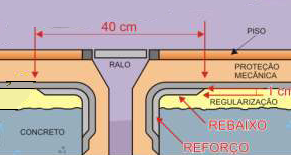 40 cm
PISO
RALO
PROTEÇÃO
MECÂNICA
1 cm
REGULARIZAÇÃO
REBAIXO
CONCRETO
REFORÇO